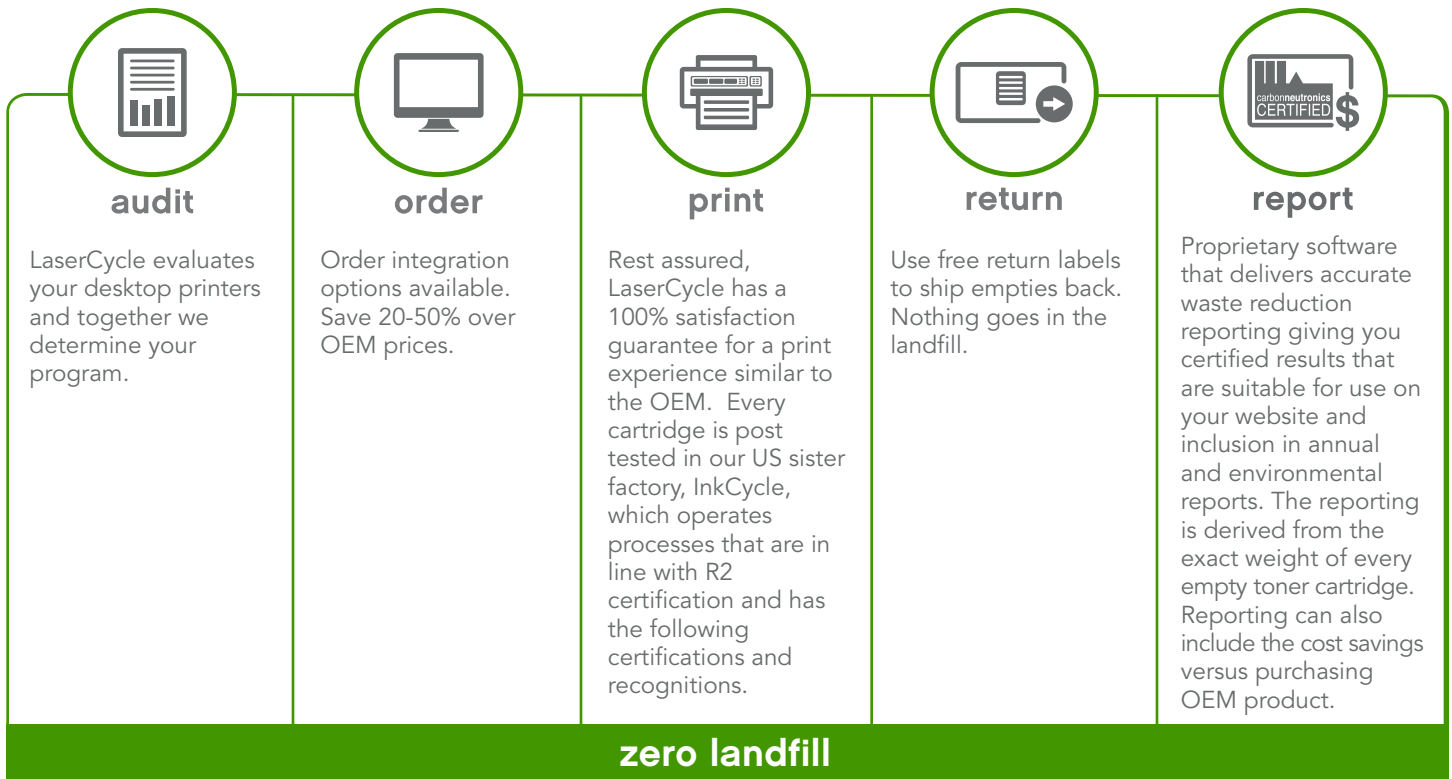 audit
LaserCycle evaluates
your desktop printers
and together we
determine your
program.
order
Order integration
options available.
Save 20-50% over
OEM prices.
print
Rest assured,
LaserCycle has a
100% satisfaction
guarantee for a print
experience similar to
the OEM.  Every
cartridge is post
tested in our US sister
factory, InkCycle,
which operates
processes that are in
line with R2
certification and has
the following
certifications and
recognitions.
return
Use free return labels
to ship empties back.
Nothing goes in the
landfill.
carbonneutronics
CERTIFIED
$
report
Proprietary software
that delivers accurate
waste reduction
reporting giving you
certified results that
are suitable for use on
your website and
inclusion in annual
and environmental
reports. The reporting
is derived from the
exact weight of every
empty toner cartridge.
Reporting can also
include the cost savings
versus purchasing
OEM product.
zero landfill